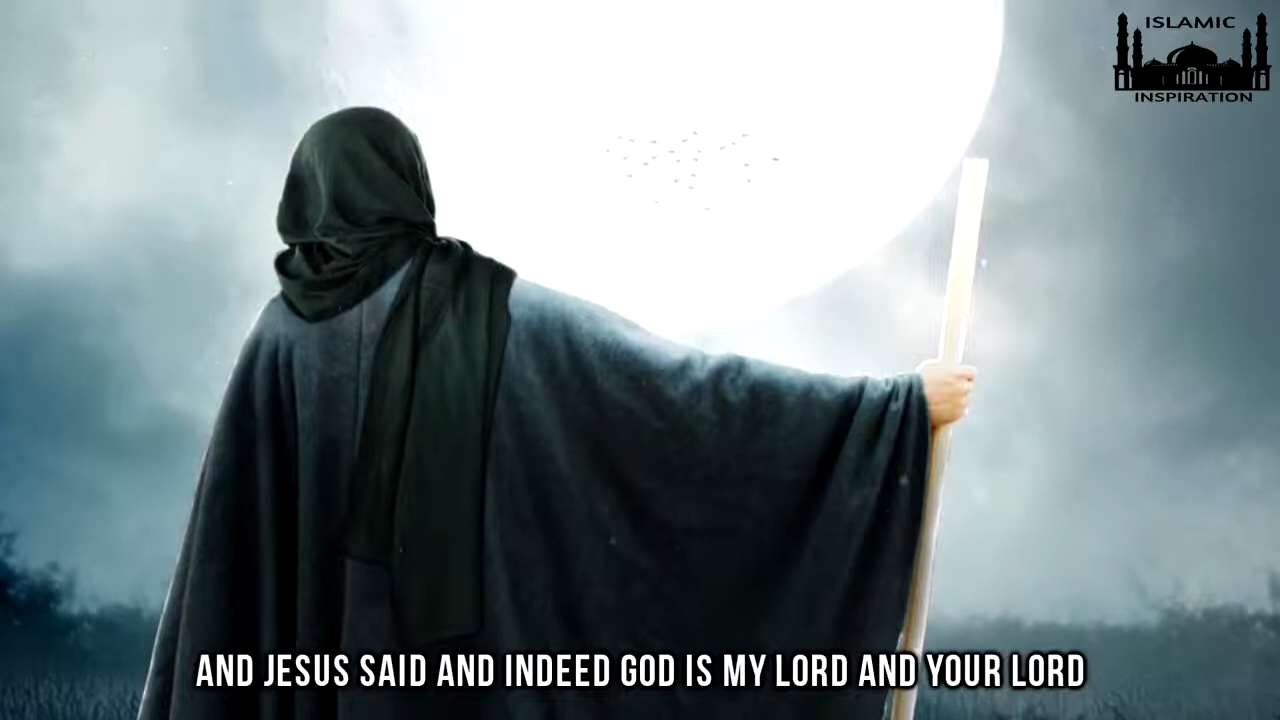 ISLAMIC
INSPIRATION
AND JESUS SAID AND INDEED GOD IS MY LORD AND YOUR LORD